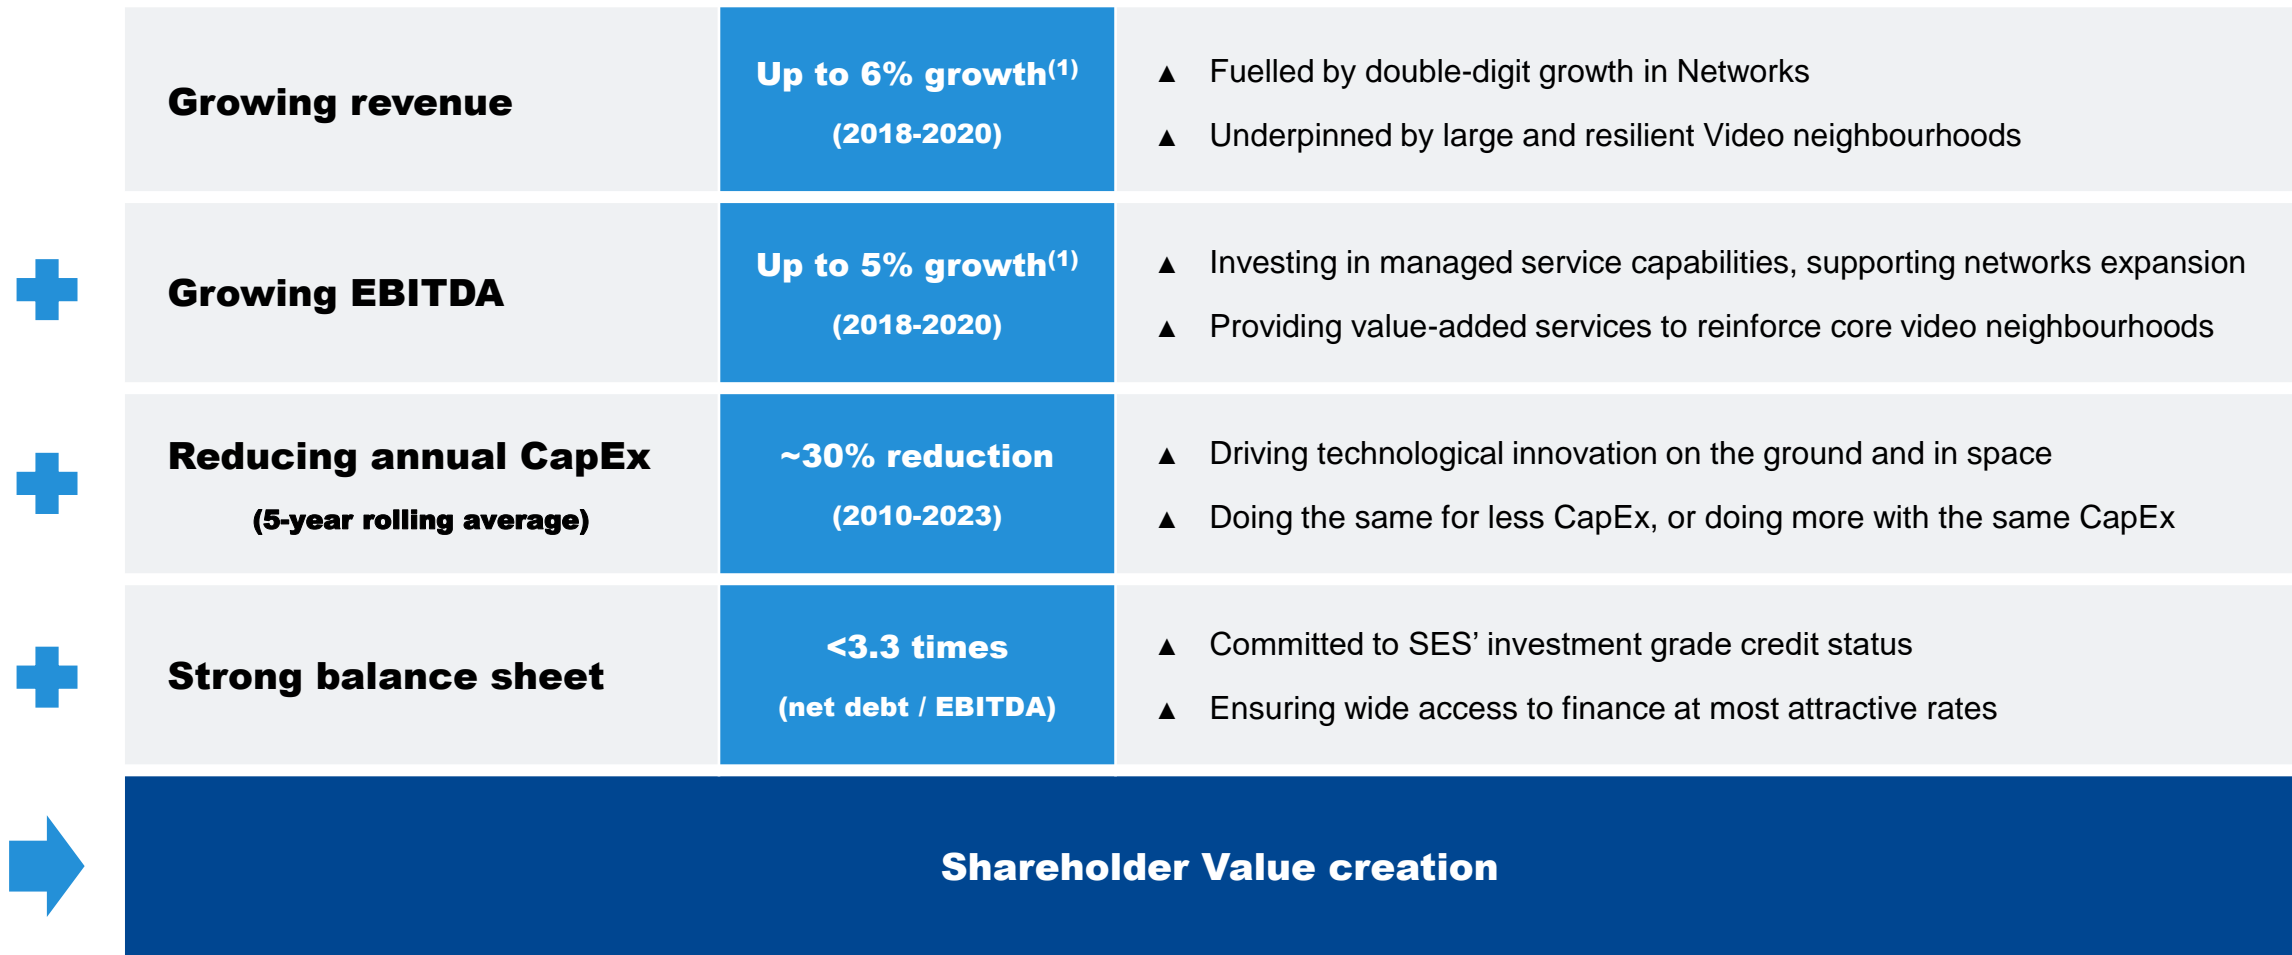 Growing revenue
Up to 6% growth(1)
(2018-2020)
▲ Fuelled by double-digit growth in Networks
▲ Underpinned by large and resilient Video neighbourhoods
Growing EBITDA
Up to 5% growth(1)
(2018-2020)
▲ Investing in managed service capabilities, supporting networks expansion
▲ Providing value-added services to reinforce core video neighbourhoods
Reducing annual CapEx
(5-year rolling average)
~30% reduction
(2010-2023)
▲ Driving technological innovation on the ground and in space
▲ Doing the same for less CapEx, or doing more with the same CapEx
Strong balance sheet
<3.3 times
(net debt / EBITDA)
▲ Committed to SES’ investment grade credit status
▲ Ensuring wide access to finance at most attractive rates
Shareholder Value creation